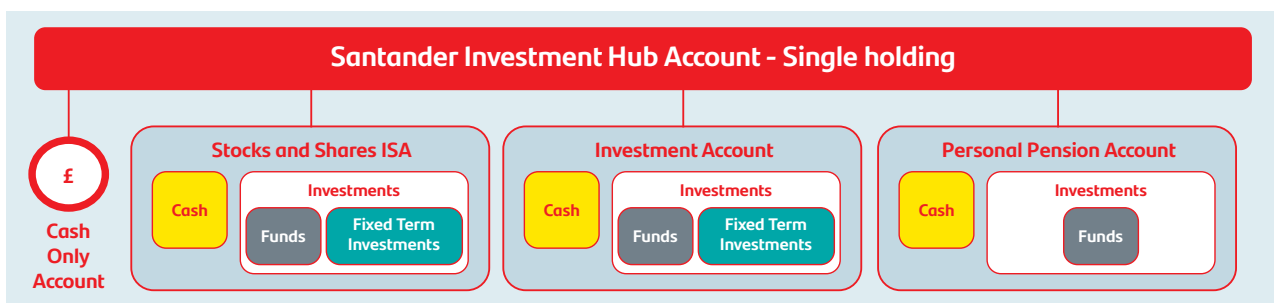 Santander Investment Hub Account - Single holding
£
Cash
Only
Account
Stocks and Shares ISA
Cash
Investments
Funds
Fixed Term
Investments
Investment Account
Cash
Investments
Funds
Fixed Term
Investments
Personal Pension Account
Cash
Investments
Funds